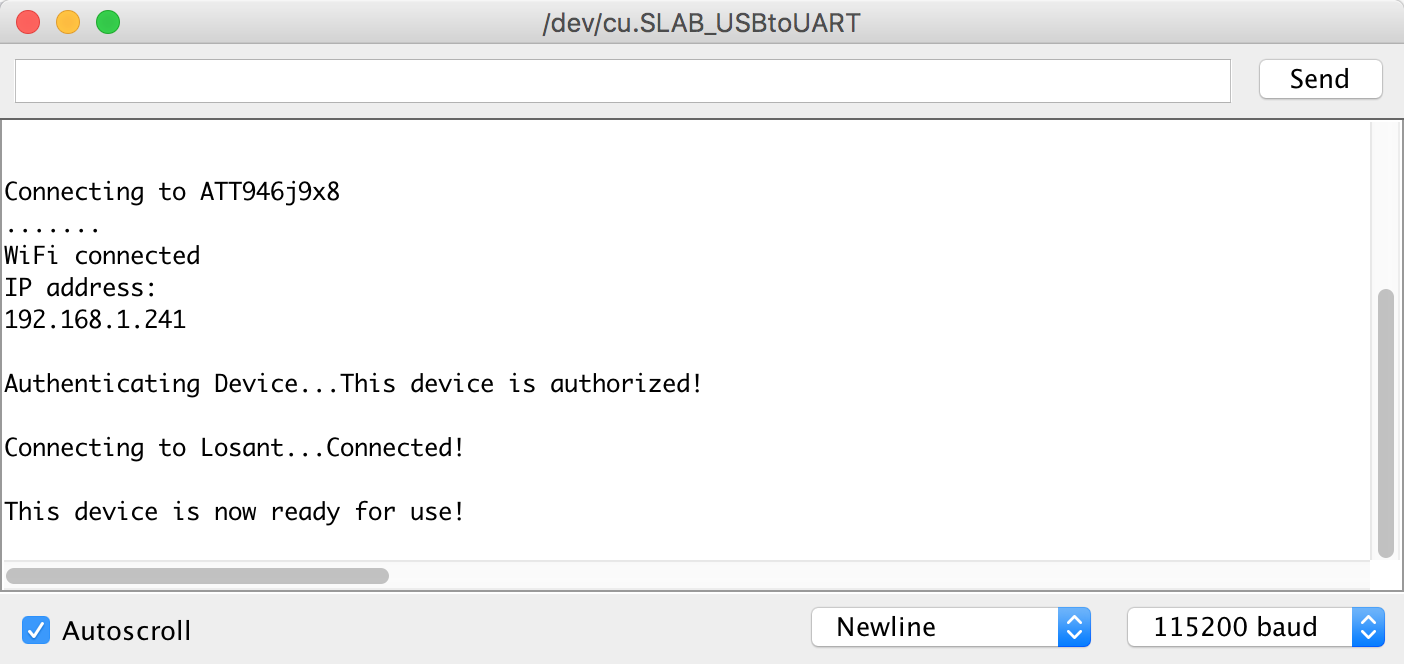 /dev/cu.SLAB_USBtoUART
Send
Connecting to ATT946j9x8
.......
WiFi connected
IP address:
192.168.1.241
Authenticating Device...This device is authorized!
Connecting to Losant...Connected!
This device is now ready for use!
Autoscroll
Newline
115200 baud